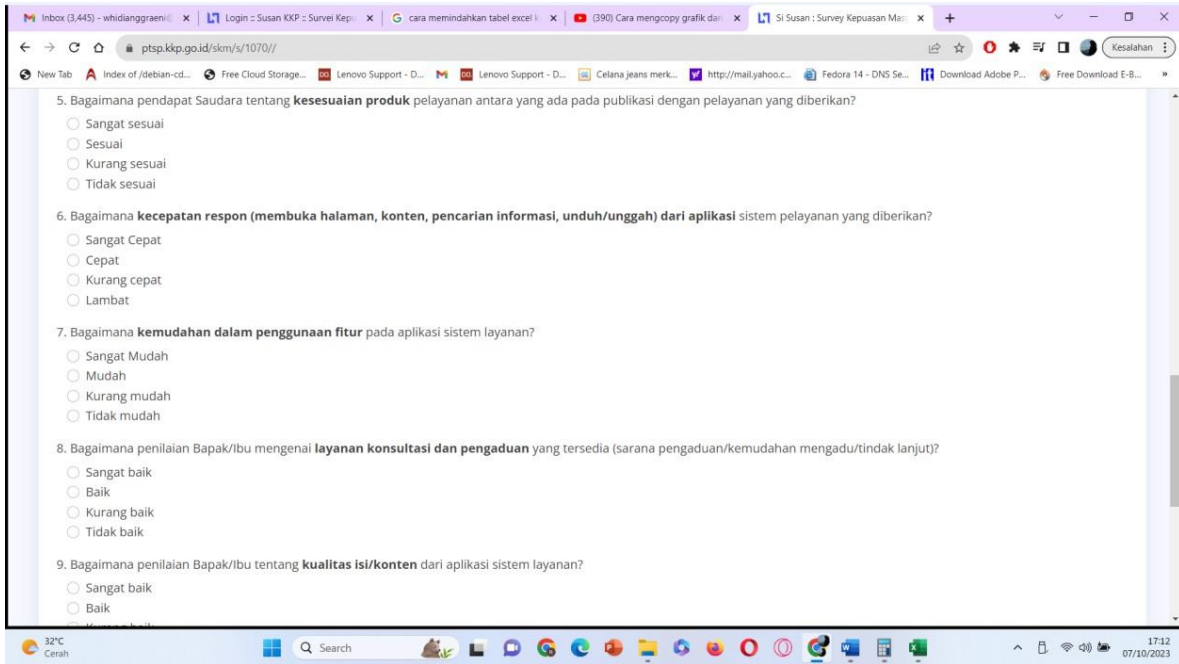 Inbox (3,445) - whidianggraeni
Login :: Susan KKP :: Survei Kepu
cara memindahkan tabel excel k
(390) Cara mengcopy grafik dari
Si Susan : Survey Kepuasan Mas
ptsp.kkp.go.id/skm/s/1070//
Kesalahan
New Tab
Index of /debian-cd...
Free Cloud Storage...
Lenovo Support - D...
Lenovo Support - D...
Celana jeans merk...
http://mail.yahoo.c...
Fedora 14 - DNS Se...
Download Adobe P...
Free Download E-B...
5. Bagaimana pendapat Saudara tentang kesesuaian produk pelayanan antara yang ada pada publikasi dengan pelayanan yang diberikan?
Sangat sesuai
Sesuai
Kurang sesuai
Tidak sesuai
6. Bagaimana kecepatan respon (membuka halaman, konten, pencarian informasi, unduh/unggah) dari aplikasi sistem pelayanan yang diberikan?
Sangat Cepat
Cepat
Kurang cepat
Lambat
7. Bagaimana kemudahan dalam penggunaan fitur pada aplikasi sistem layanan?
Sangat Mudah
Mudah
Kurang mudah
Tidak mudah
8. Bagaimana penilaian Bapak/Ibu mengenai layanan konsultasi dan pengaduan yang tersedia (sarana pengaduan/kemudahan mengadu/tindak lanjut)?
Sangat baik
Baik
Kurang baik
Tidak baik
9. Bagaimana penilaian Bapak/Ibu tentang kualitas isi/konten dari aplikasi sistem layanan?
Sangat baik
Baik
32°C
Cerah
Search
17:12
07/10/2023